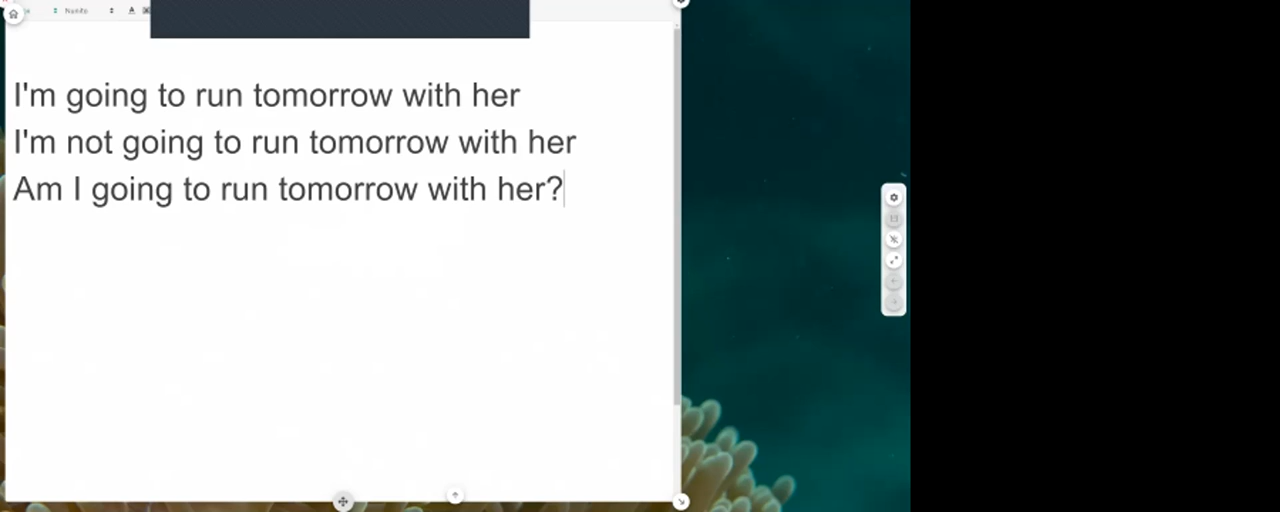 Nunito
I'm going to run tomorrow with her
I'm not going to run tomorrow with her
Am I going to run tomorrow with her?